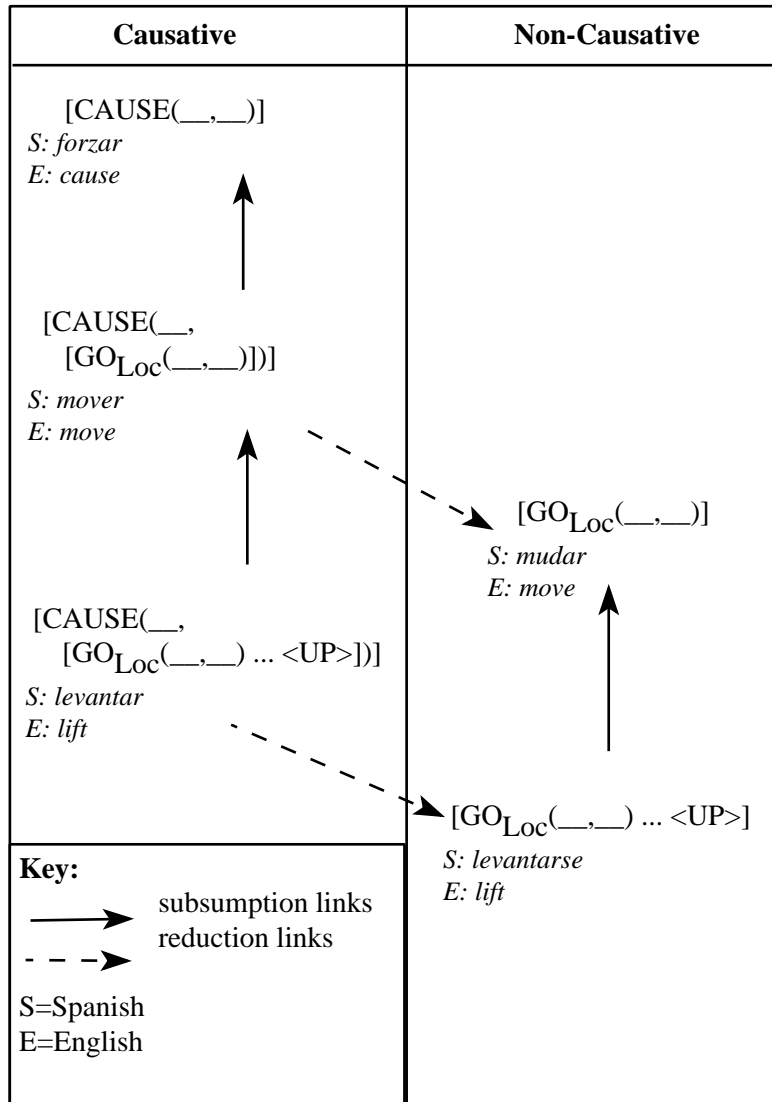 Causative
Non-Causative
[CAUSE(__,__)]
S: forzar
E: cause
[CAUSE(__,
[GOLoc(__,__)])]
S: mover
E: move
[GOLoc(__,__)]
S: mudar
E: move
[CAUSE(__,
[GOLoc(__,__) ... <UP>])]
S: levantar
E: lift
[GOLoc(__,__) ... <UP>]
S: levantarse
E: lift
Key:
subsumption links
reduction links
S=Spanish
E=English